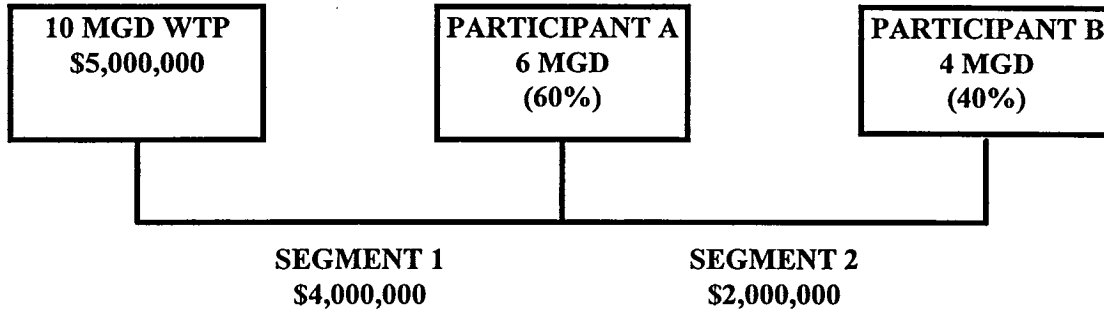 10 MGD WTP
$5,000,000
PARTICIPANT A
6 MGD
(60%)
PARTICIPANT B
4 MGD
(40%)
SEGMENT 1
$4,000,000
SEGMENT 2
$2,000,000